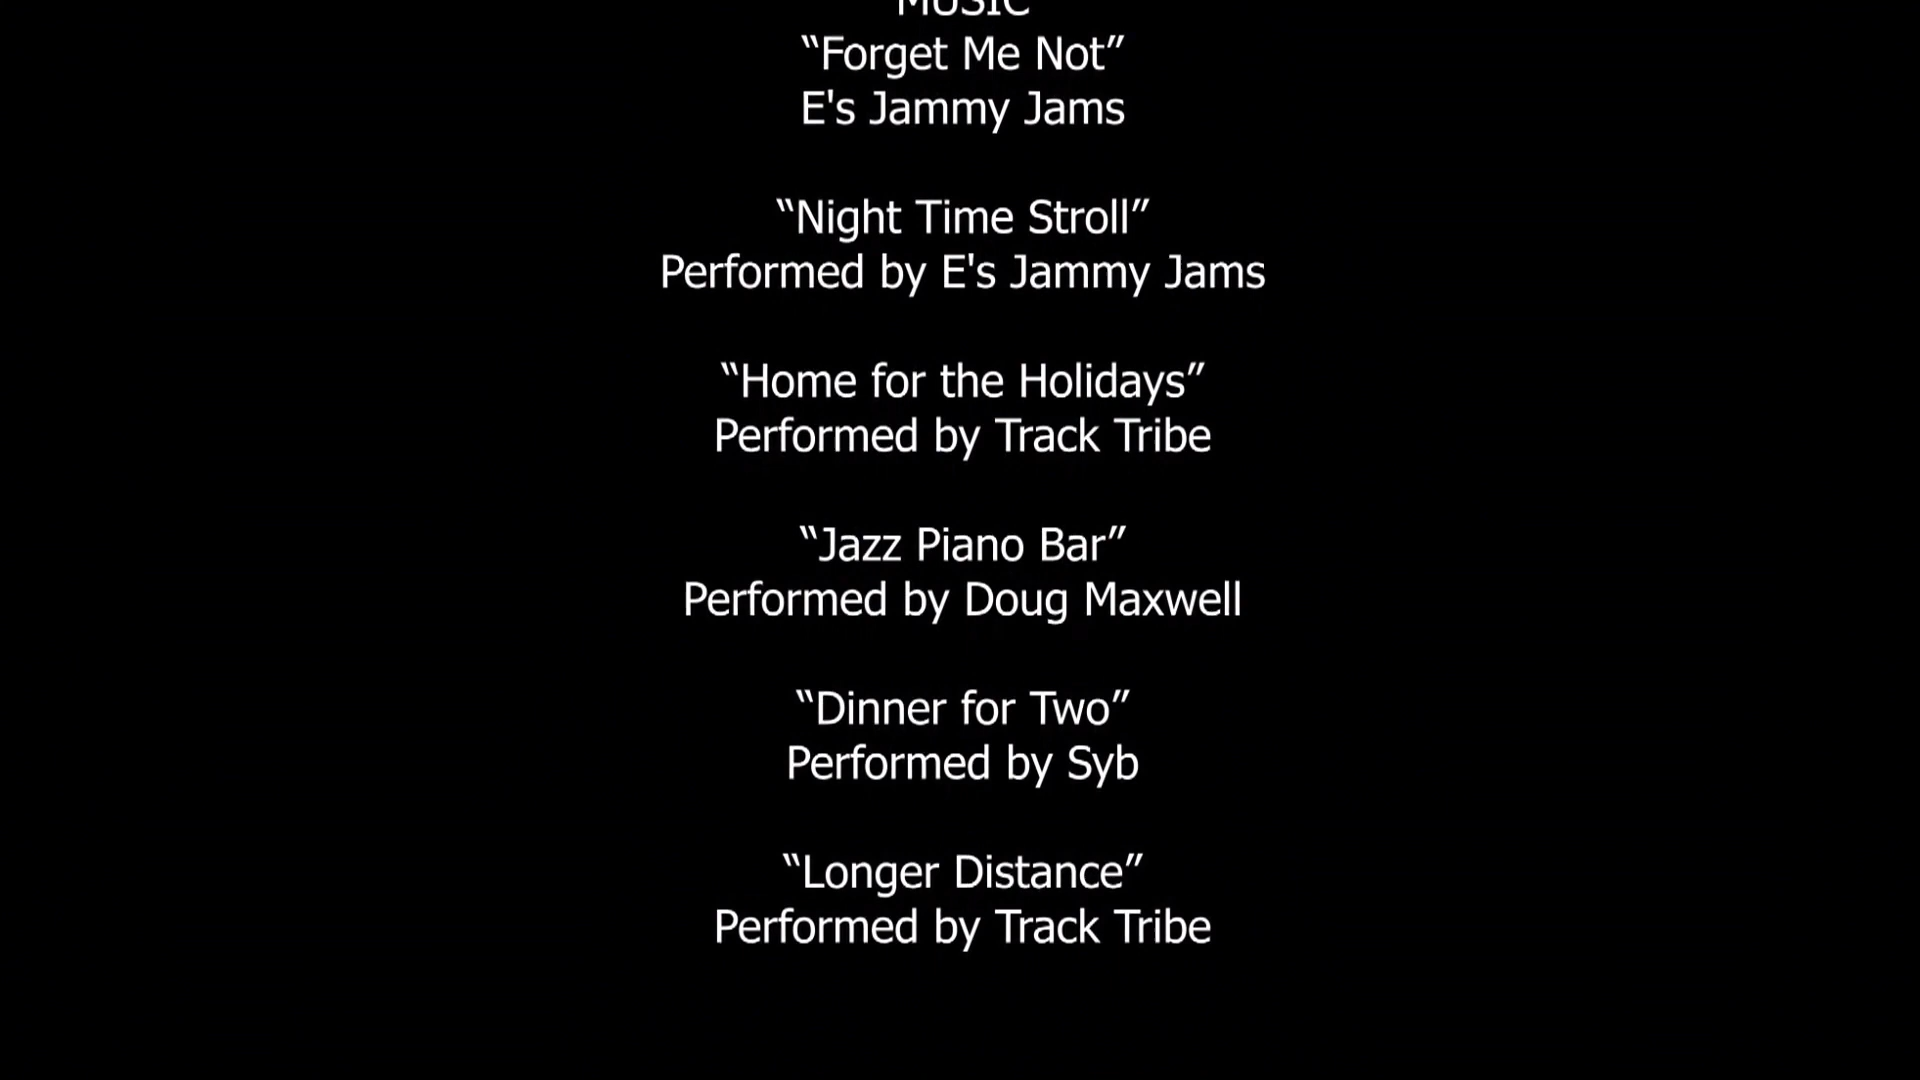 MUSIC
“Forget Me Not”
E's Jammy Jams
“Night Time Stroll”
Performed by E's Jammy Jams
“Home for the Holidays”
Performed by Track Tribe
“Jazz Piano Bar”
Performed by Doug Maxwell
“Dinner for Two”
Performed by Syb
“Longer Distance”
Performed by Track Tribe